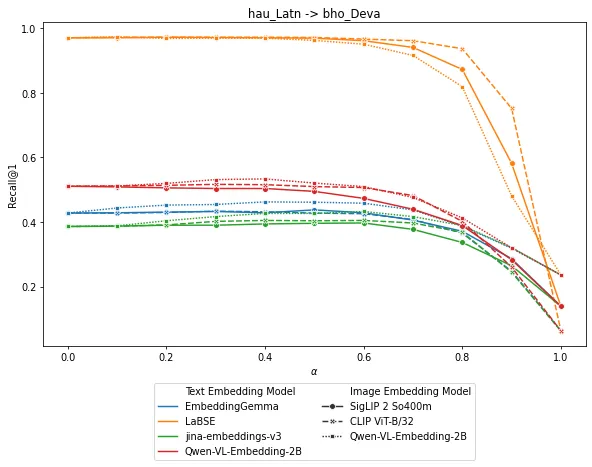 hau_Latn -> bho_Deva
Recall@1
1.0
0.8
0.6
0.4
0.2
0.0 0.2 0.4 0.6 0.8 1.0
α
Text Embedding Model
EmbeddingGemma
LaBSE
jina-embeddings-v3
Qwen-VL-Embedding-2B
Image Embedding Model
SigLIP 2 So400m
CLIP ViT-B/32
Qwen-VL-Embedding-2B